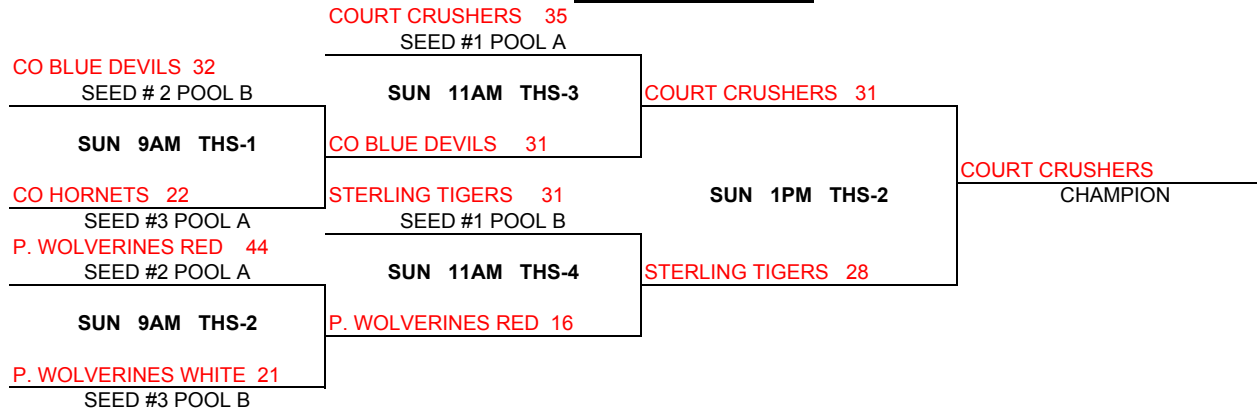 COURT CRUSHERS 35
SEED #1 POOL A
CO BLUE DEVILS 32
SEED # 2 POOL B
SUN 11AM THS-3
COURT CRUSHERS 31
SUN 9AM THS-1
CO BLUE DEVILS 31
COURT CRUSHERS
CHAMPION
CO HORNETS 22
SEED #3 POOL A
STERLING TIGERS 31
SEED #1 POOL B
SUN 1PM THS-2
P. WOLVERINES RED 44
SEED #2 POOL A
SUN 11AM THS-4
STERLING TIGERS 28
SUN 9AM THS-2
P. WOLVERINES RED 16
P. WOLVERINES WHITE 21
SEED #3 POOL B